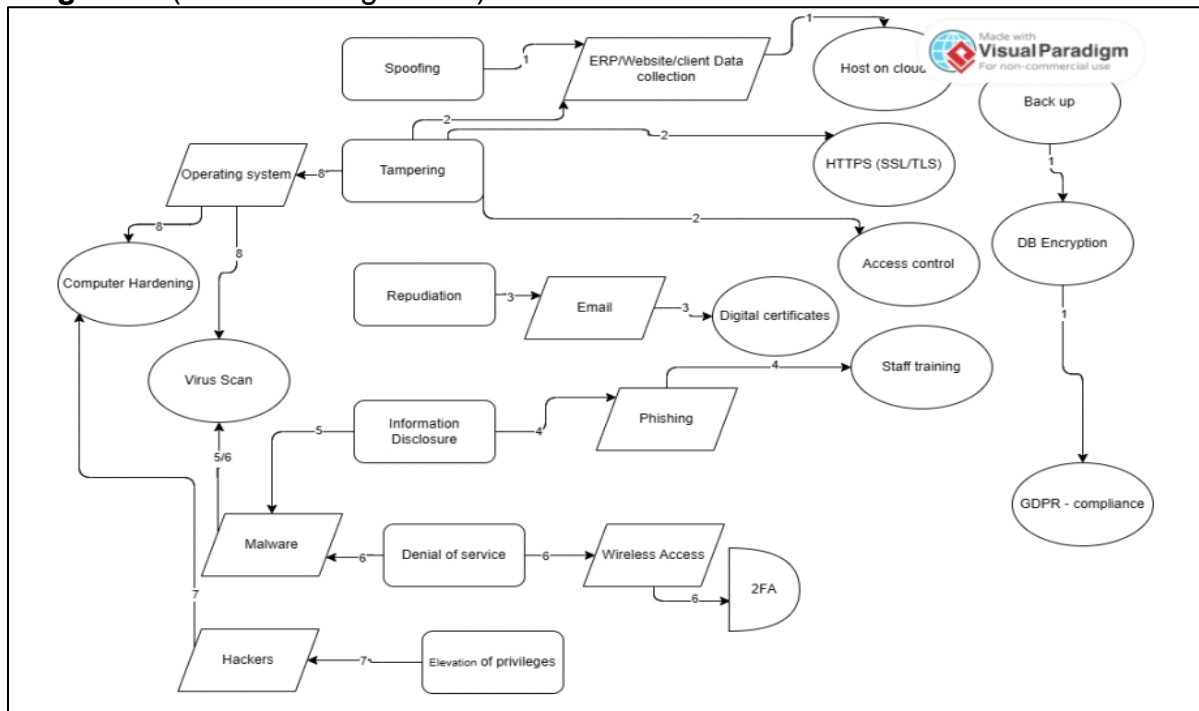 1
Made with
Visual Paradigm
For non-commercial use
Spoofing
1
ERP/Website/client Data
collection
Host on cloud
Back up
2
2
Operating system
8
Tampering
HTTPS (SSL/TLS)
1
8
8
2
DB Encryption
Computer Hardening
Access control
Repudiation
3
Email
3
Digital certificates
1
Virus Scan
4
Staff training
Information
Disclosure
5
4
Phishing
5/6
GDPR - compliance
Malware
6
Denial of service
6
Wireless Access
6
2FA
7
Hackers
7
Elevation of privileges